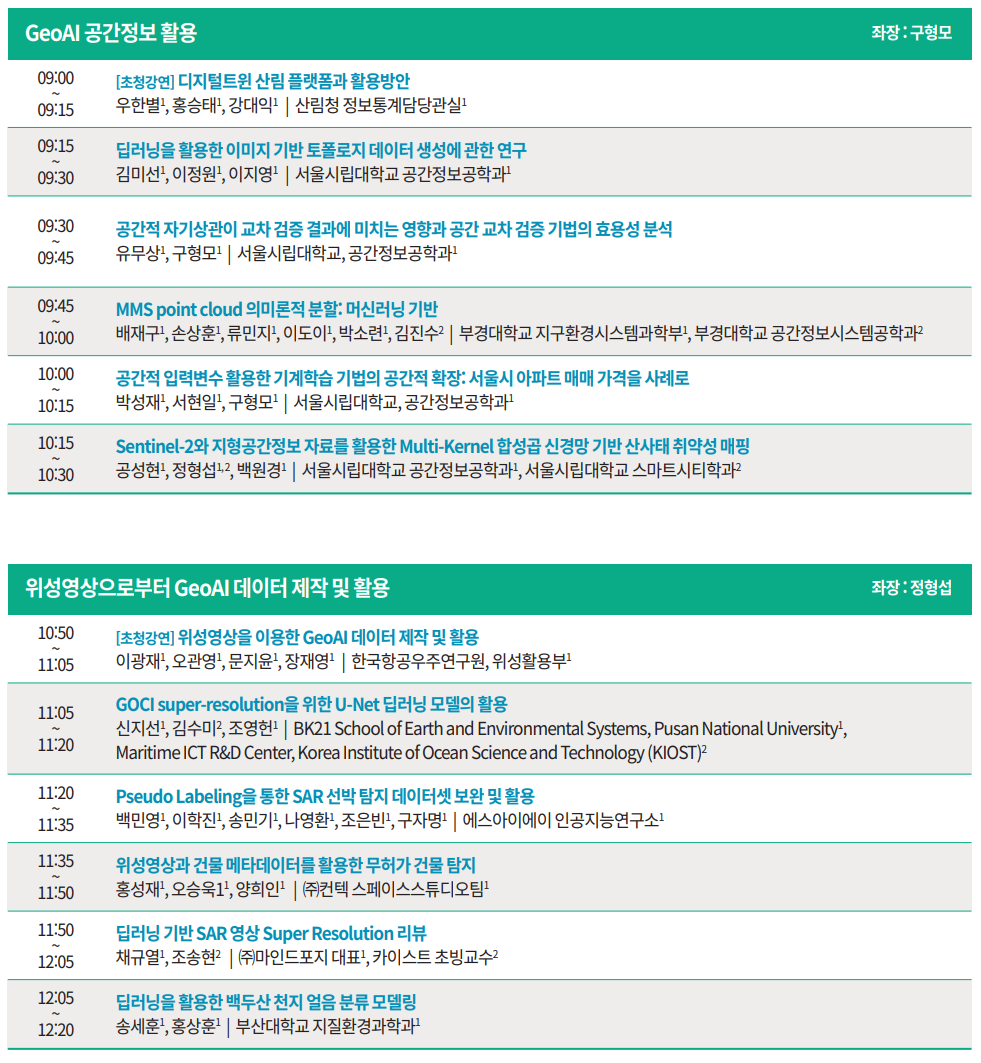 GeoAI 공간정보 활용
좌장 : 구형모
09:00 ~ 09:15
[초청강연] 디지털트윈 산림 플랫폼과 활용방안
우한별1, 홍승태1, 강대익1 | 산림청 정보통계담당관실1
09:15 ~ 09:30
딥러닝을 활용한 이미지 기반 토폴로지 데이터 생성에 관한 연구
김미선1, 이정원1, 이지영1 | 서울시립대학교 공간정보공학과1
09:30 ~ 09:45
공간적 자기상관이 교차 검증 결과에 미치는 영향과 공간 교차 검증 기법의 효용성 분석
유무상1, 구형모1 | 서울시립대학교, 공간정보공학과1
09:45 ~ 10:00
MMS point cloud 의미론적 분할: 머신러닝 기반
배재구1, 손상훈1, 류민지1, 이도이1, 박소련1, 김진수2 | 부경대학교 지구환경시스템과학부1, 부경대학교 공간정보시스템공학과2
10:00 ~ 10:15
공간적 입력변수 활용한 기계학습 기법의 공간적 확장: 서울시 아파트 매매 가격을 사례로
박성재1, 서현일1, 구형모1 | 서울시립대학교, 공간정보공학과1
10:15 ~ 10:30
Sentinel-2와 지형공간정보 자료를 활용한 Multi-Kernel 합성곱 신경망 기반 산사태 취약성 매핑
공성현1, 정형섭1,2, 백원경1 | 서울시립대학교 공간정보공학과1, 서울시립대학교 스마트시티학과2
위성영상으로부터 GeoAI 데이터 제작 및 활용
좌장 : 정형섭
10:50 ~ 11:05
[초청강연] 위성영상을 이용한 GeoAI 데이터 제작 및 활용
이광재1, 오관영1, 문지윤1, 장재영1 | 한국항공우주연구원, 위성활용부1
11:05 ~ 11:20
GOCI super-resolution을 위한 U-Net 딥러닝 모델의 활용
신지선1, 김수미2, 조영헌1 | BK21 School of Earth and Environmental Systems, Pusan National University1,
Maritime ICT R&D Center, Korea Institute of Ocean Science and Technology (KIOST)2
11:20 ~ 11:35
Pseudo Labeling을 통한 SAR 선박 탐지 데이터셋 보완 및 활용
백민영1, 이학진1, 송민기1, 나영환1, 조은빈1, 구자명1 | 에스아이에이 인공지능연구소1
11:35 ~ 11:50
위성영상과 건물 메타데이터를 활용한 무허가 건물 탐지
홍성재1, 오승욱11, 양희인1 | ㈜컨텍 스페이스스튜디오팀1
11:50 ~ 12:05
딥러닝 기반 SAR 영상 Super Resolution 리뷰
채규열1, 조송현2 | ㈜마인드포지 대표1, 카이스트 초빙교수2
12:05 ~ 12:20
딥러닝을 활용한 백두산 천지 얼음 분류 모델링
송세훈1, 홍상훈1 | 부산대학교 지질환경과학과1